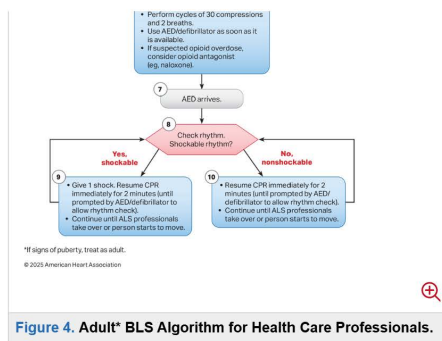 • Perform cycles of 30 compressions
and 2 breaths.
• Use AED/defibrillator as soon as it
is available.
• If suspected opioid overdose,
consider opioid antagonist
(eg, naloxone).
7
AED arrives.
8
Check rhythm.
Shockable rhythm?
Yes,
shockable
No,
nonshockable
9
• Give 1 shock. Resume CPR
immediately for 2 minutes (until
prompted by AED/defibrillator to
allow rhythm check).
• Continue until ALS professionals
take over or person starts to move.
10
• Resume CPR immediately for 2
minutes (until prompted by AED/
defibrillator to allow rhythm
check).
• Continue until ALS professionals
take over or person starts to move.
*If signs of puberty, treat as adult.
© 2025 American Heart Association
Figure 4. Adult* BLS Algorithm for Health Care Professionals.